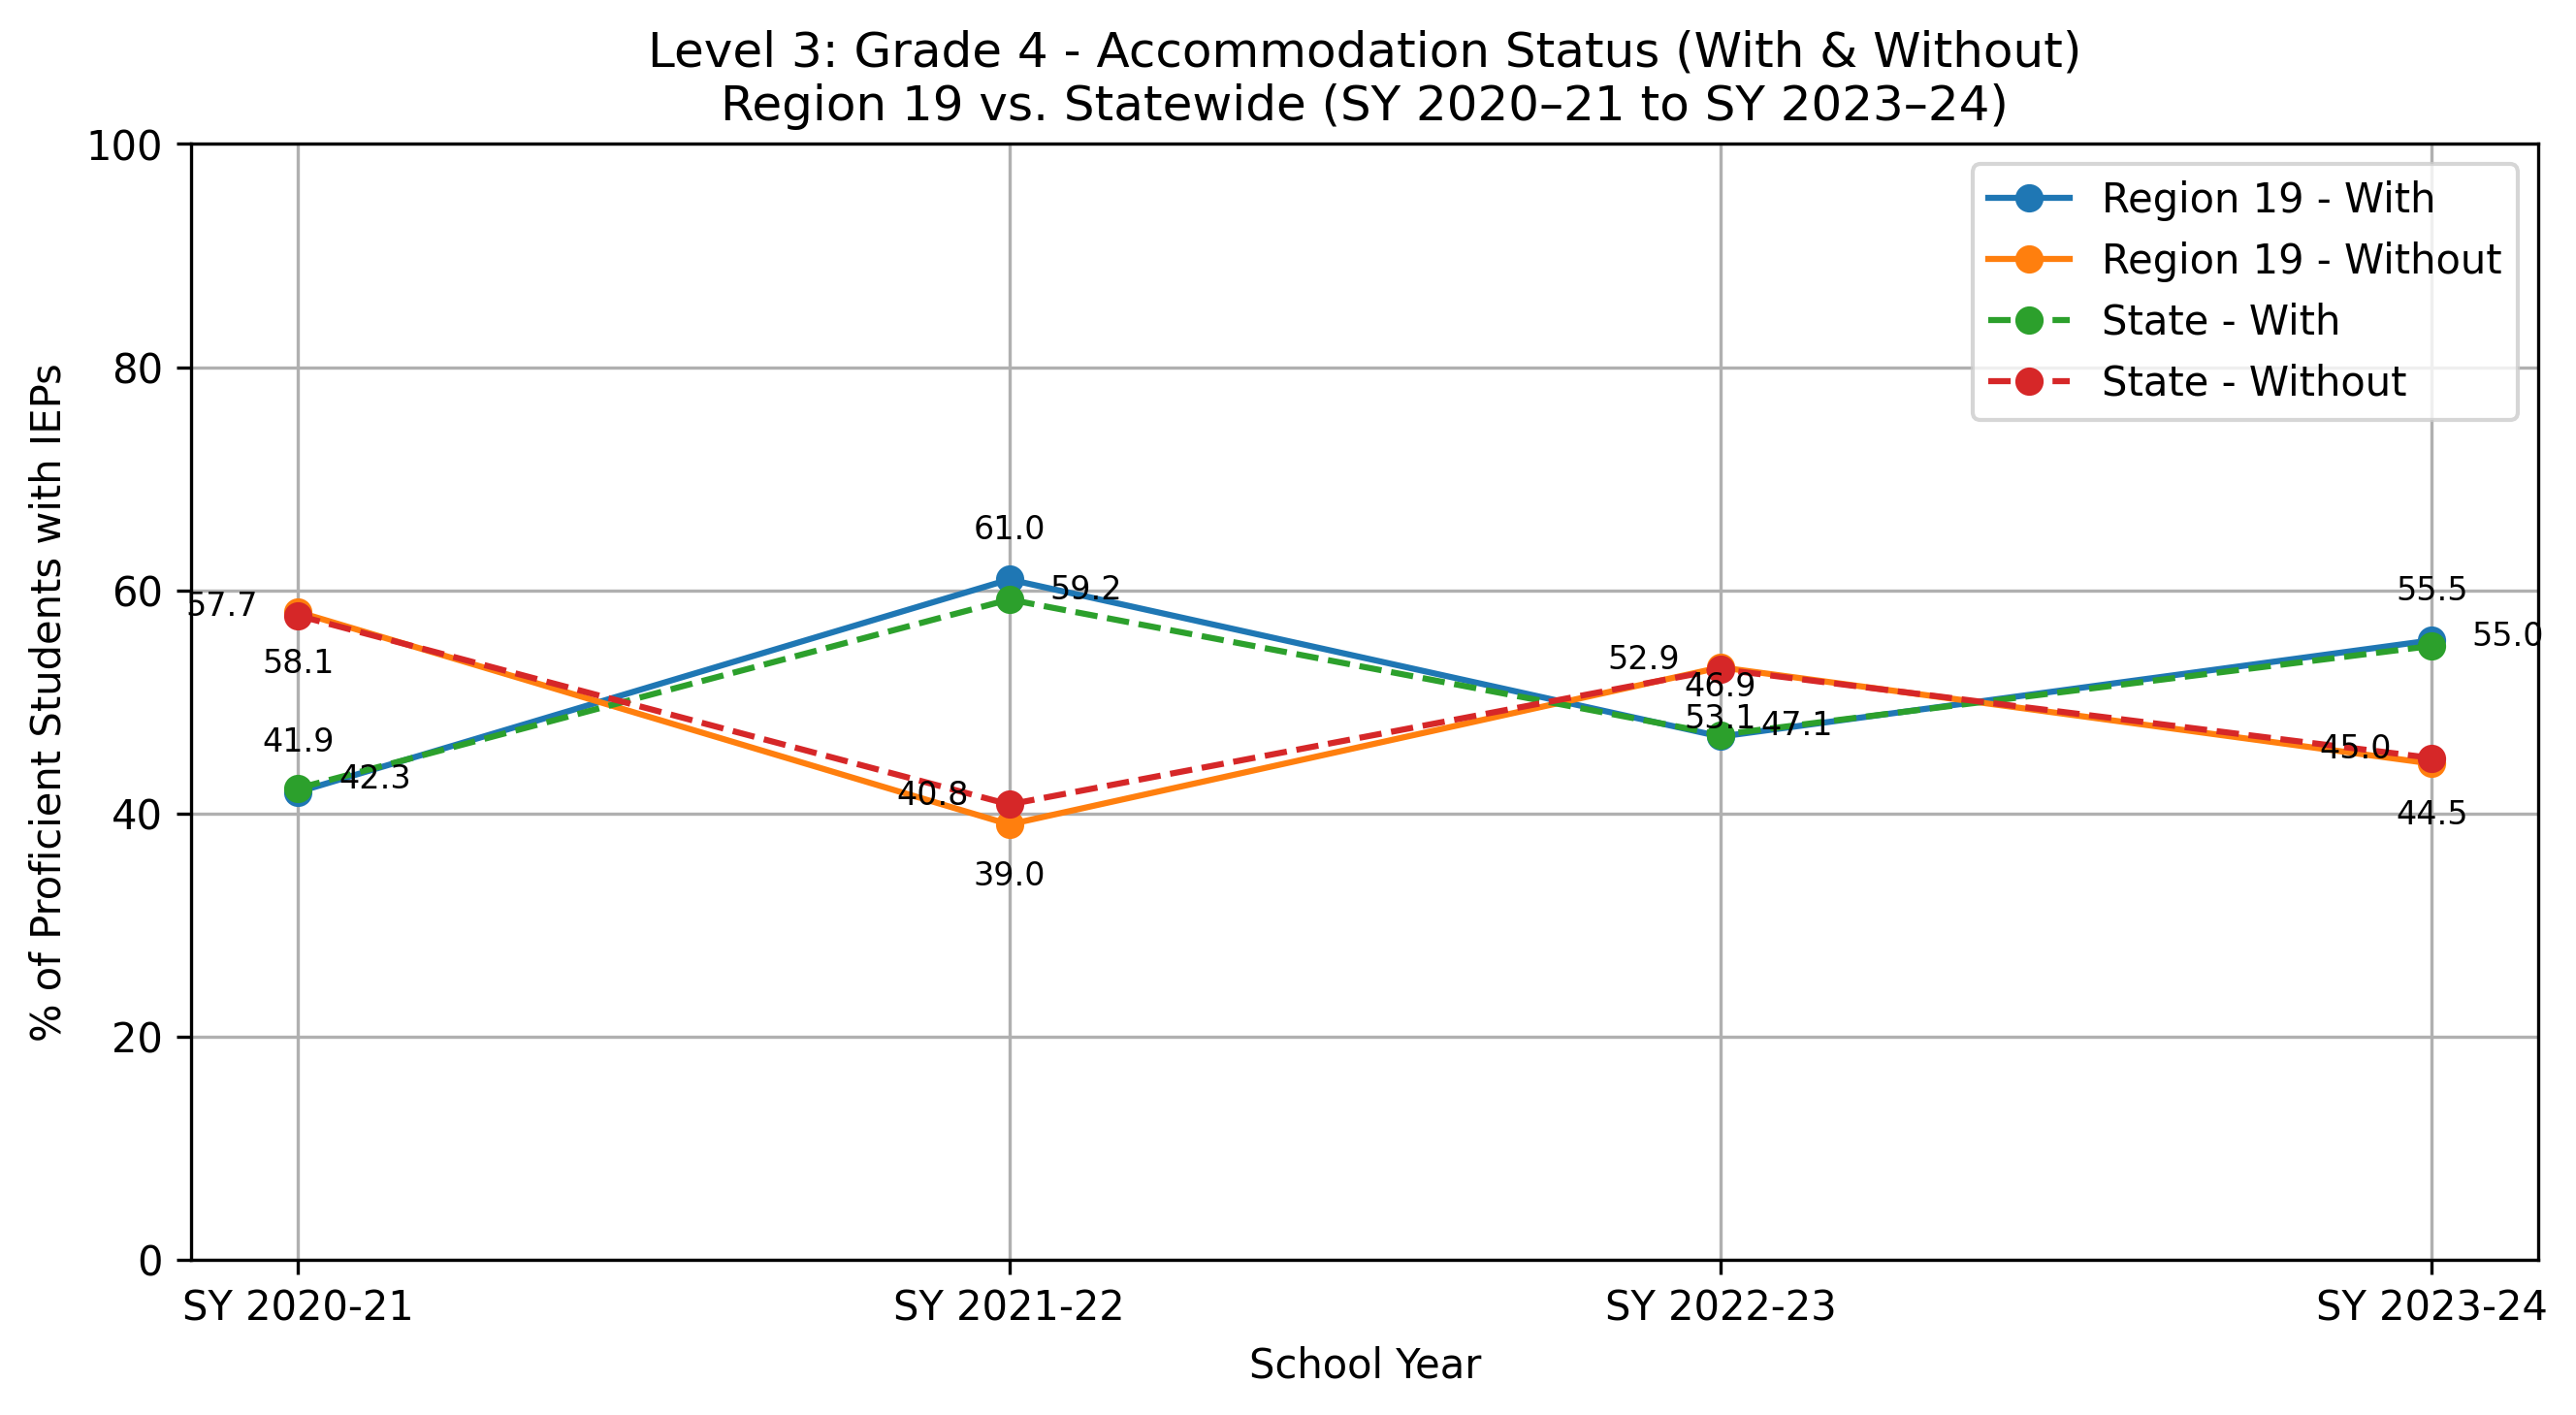 Level 3: Grade 4 - Accommodation Status (With & Without)
Region 19 vs. Statewide (SY 2020–21 to SY 2023–24)
% of Proficient Students with IEPs
100
80
60
40
20
0
Region 19 - With
Region 19 - Without
State - With
State - Without
57.7
58.1
41.9
42.3
61.0
59.2
40.8
39.0
52.9
46.9
53.1
47.1
55.5
55.0
45.0
44.5
SY 2020-21
SY 2021-22
SY 2022-23
SY 2023-24
School Year